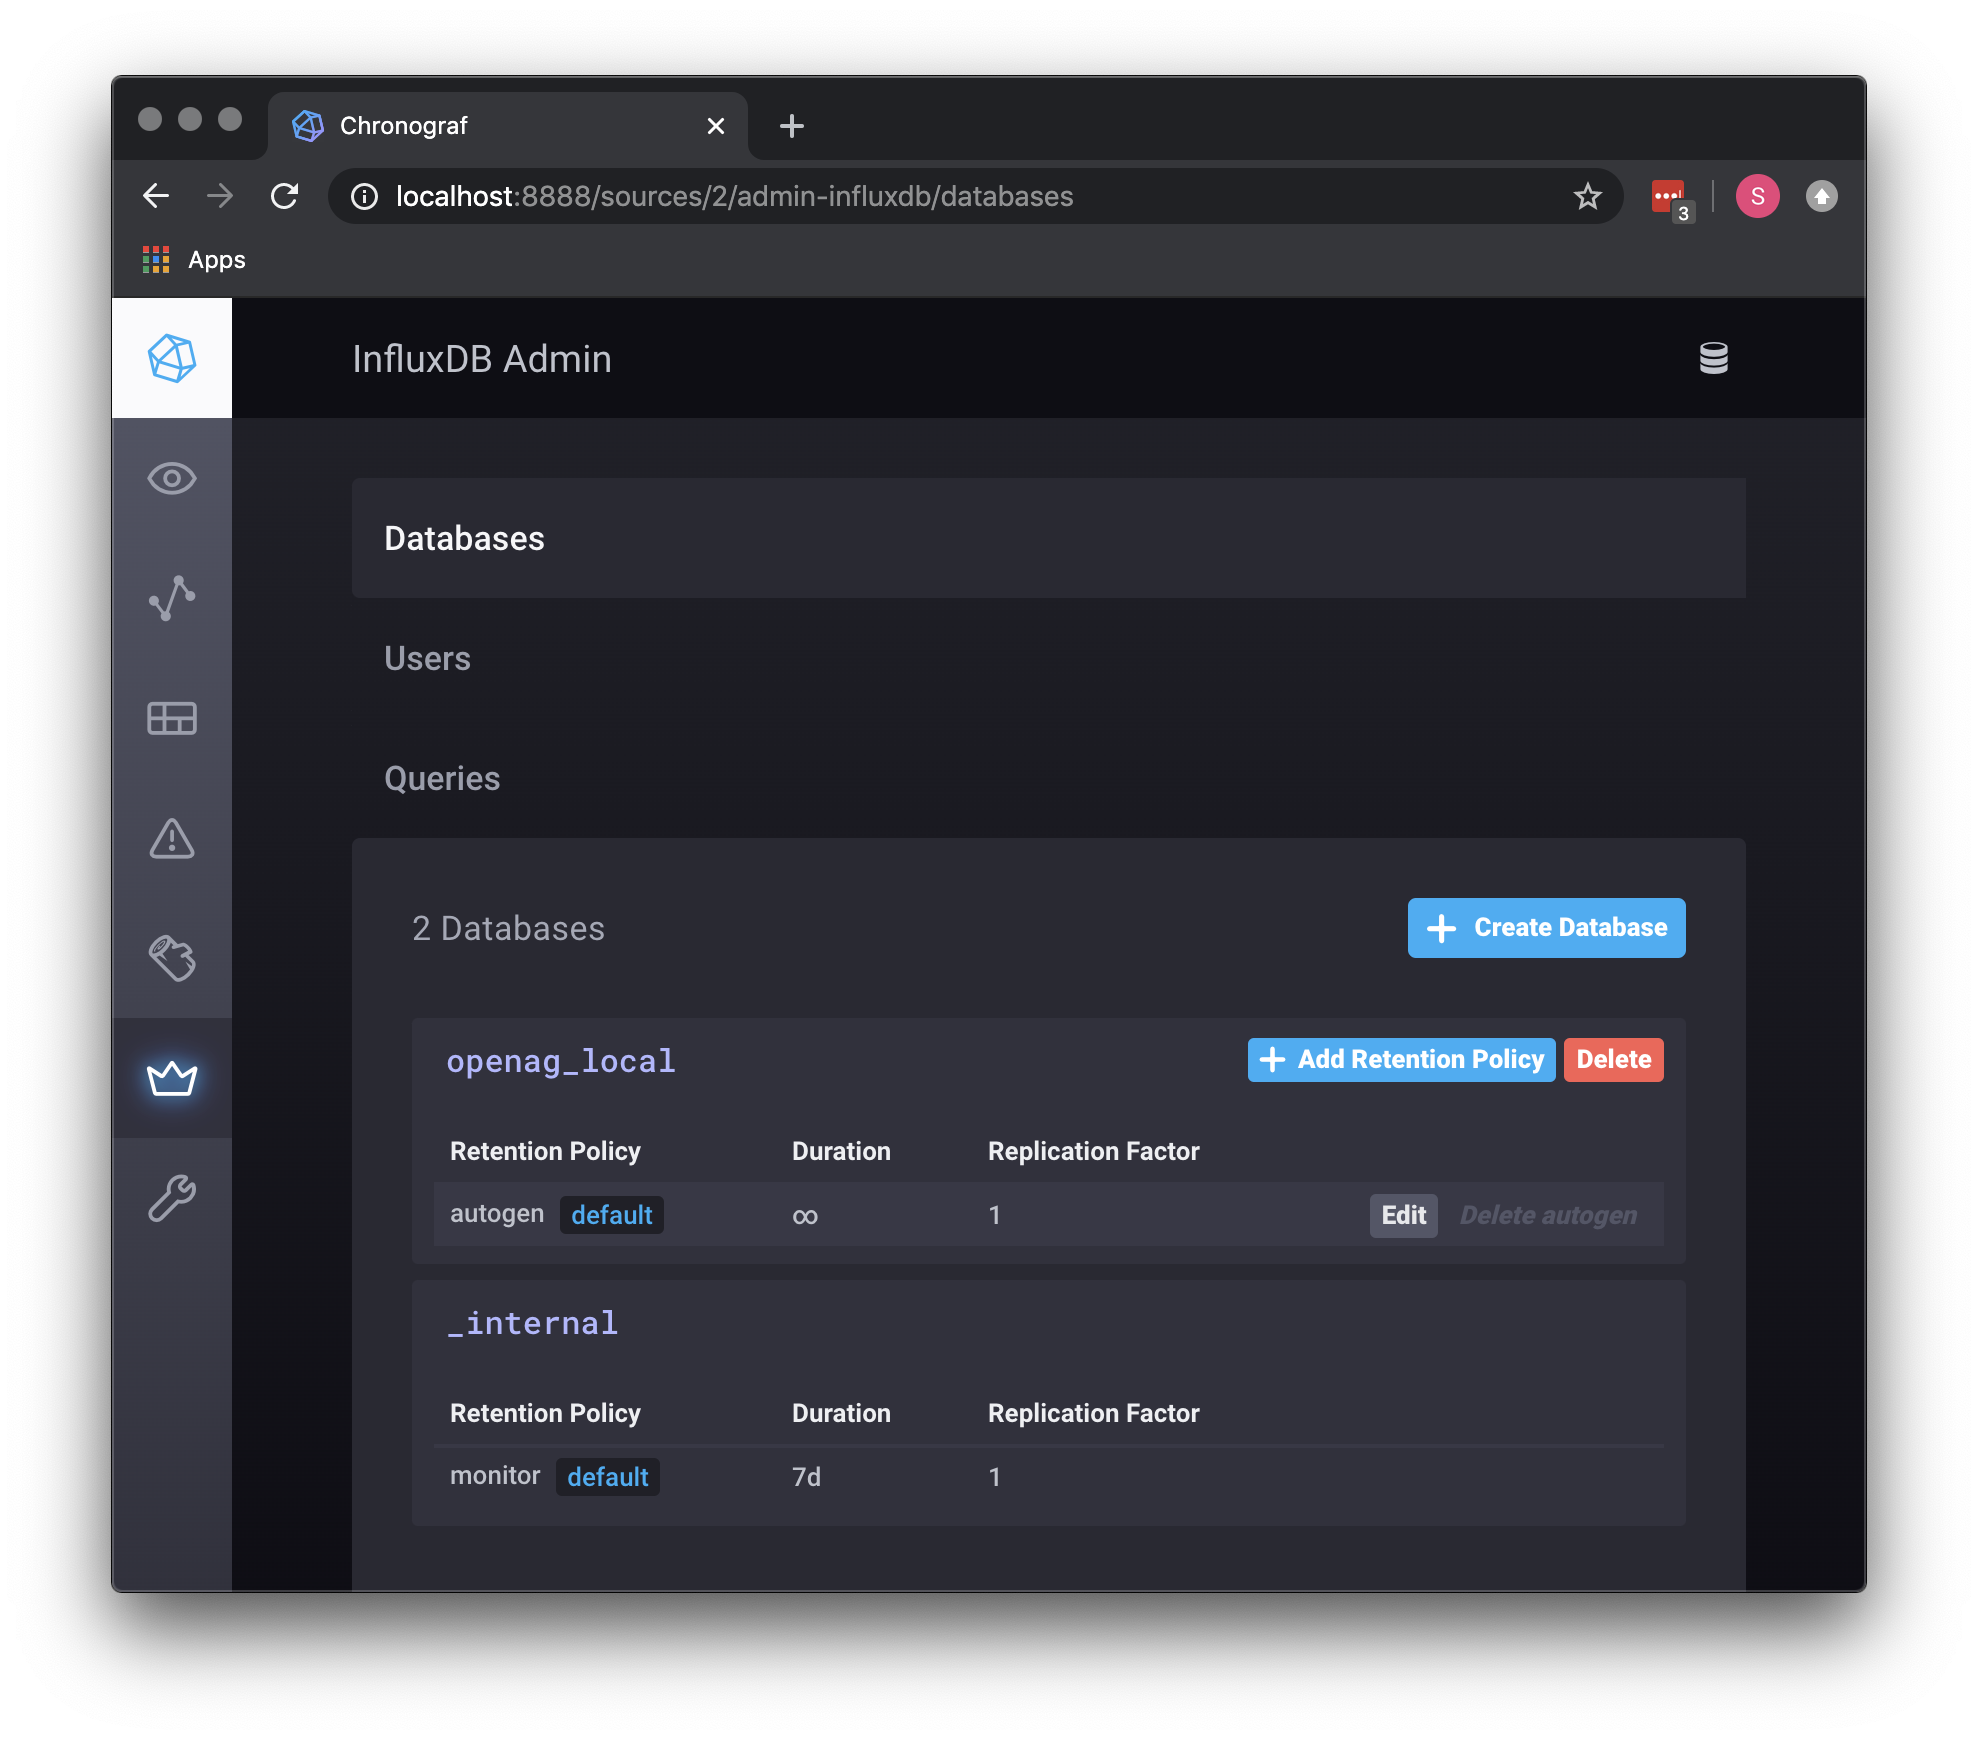 Chronograf
localhost:8888/sources/2/admin-influxdb/databases
3
S
Apps
InfluxDB Admin
Databases
Users
Queries
2 Databases
Create Database
openag_local
Add Retention Policy
Delete
Retention Policy Duration Replication Factor
autogen default ∞ 1 Edit Delete autogen
_internal
Retention Policy Duration Replication Factor
monitor default 7d 1